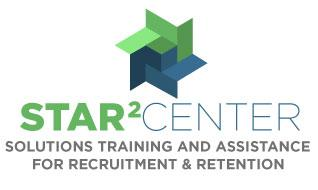 STAR²CENTER
SOLUTIONS TRAINING AND ASSISTANCE
FOR RECRUITMENT & RETENTION